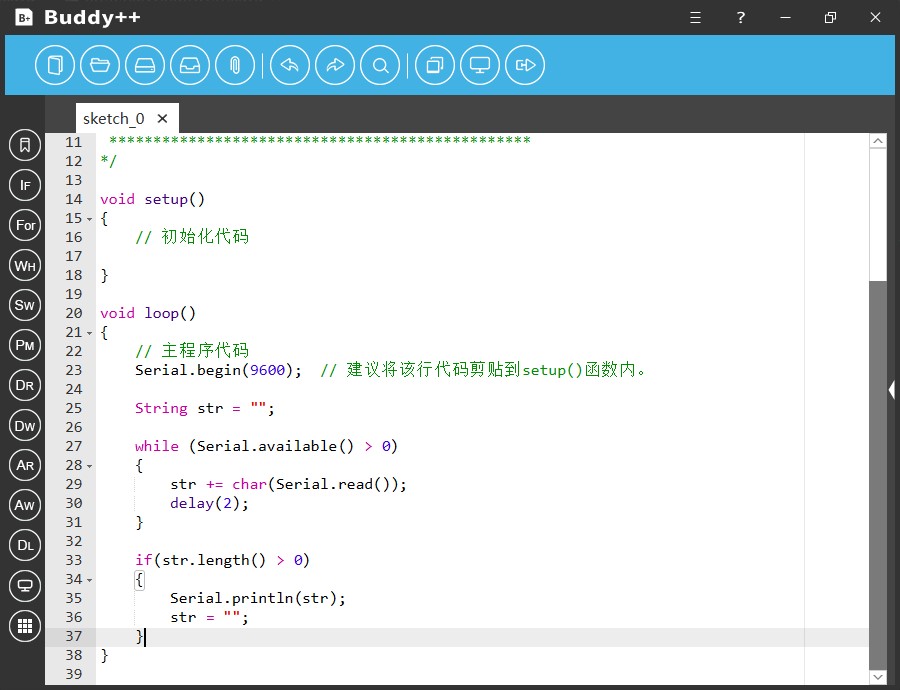 B+ Buddy++
?
sketch_0 ×
11 ************************************************
12 */
13
14 void setup()
15 {
16 // 初始化代码
17
18 }
19
20 void loop()
21 {
22 // 主程序代码
23 Serial.begin(9600); // 建议将该行代码剪贴到setup()函数内。
24
25 String str = "";
26
27 while (Serial.available() > 0)
28 {
29 str += char(Serial.read());
30 delay(2);
31 }
32
33 if(str.length() > 0)
34 {
35 Serial.println(str);
36 str = "";
37 }
38 }
39
IF
For
WH
SW
PM
DR
DW
AR
AW
DL